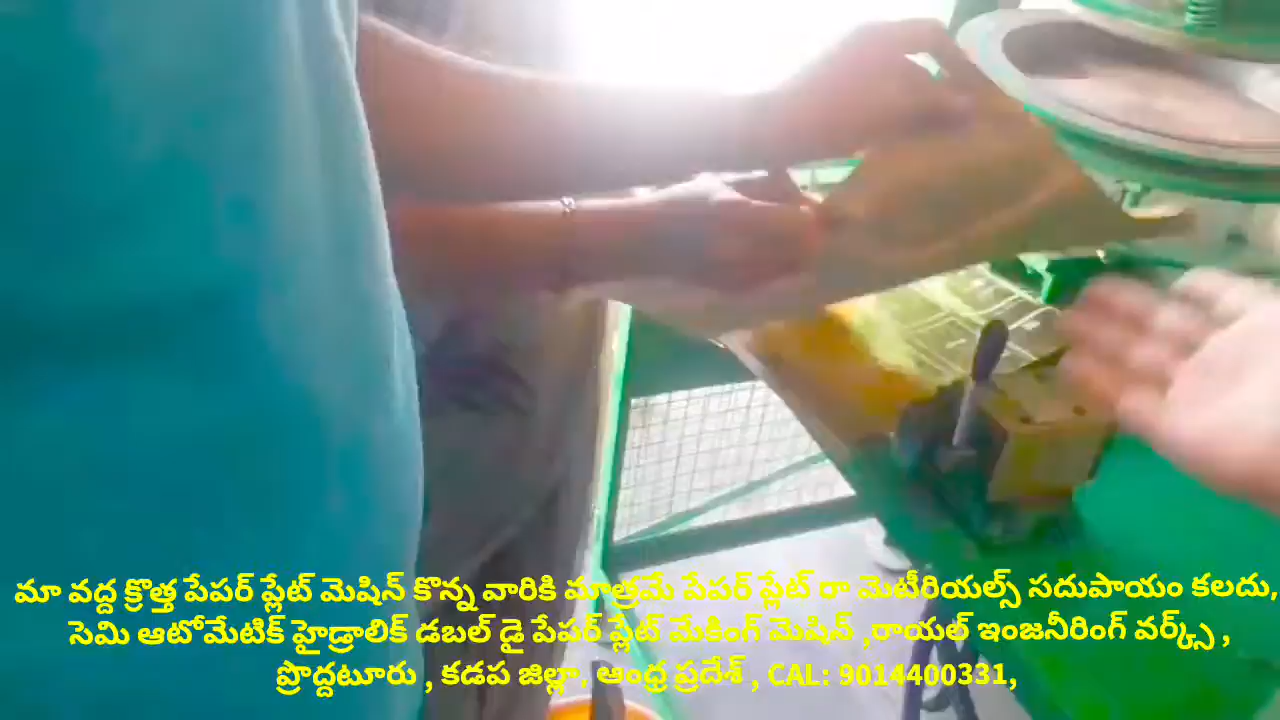 మా వద్ద క్రొత్త పేపర్ ప్లేట్ మెషిన్ కొన్న వారికి మాత్రమే పేపర్ ప్లేట్ రా మెటీరియల్స్ సదుపాయం కలదు,
సెమి ఆటోమేటిక్ హైడ్రాలిక్ డబల్ డై పేపర్ ప్లేట్ మేకింగ్ మెషిన్ ,రాయల్ ఇంజనీరింగ్ వర్క్స్ ,
ప్రొద్దటూరు , కడప జిల్లా, ఆంధ్ర ప్రదేశ్ , CAL: 9014400331,